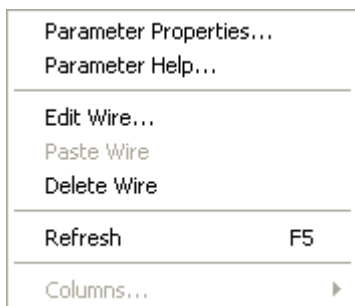 Parameter Properties...
Parameter Help...
Edit Wire...
Paste Wire
Delete Wire
Refresh F5
Columns...